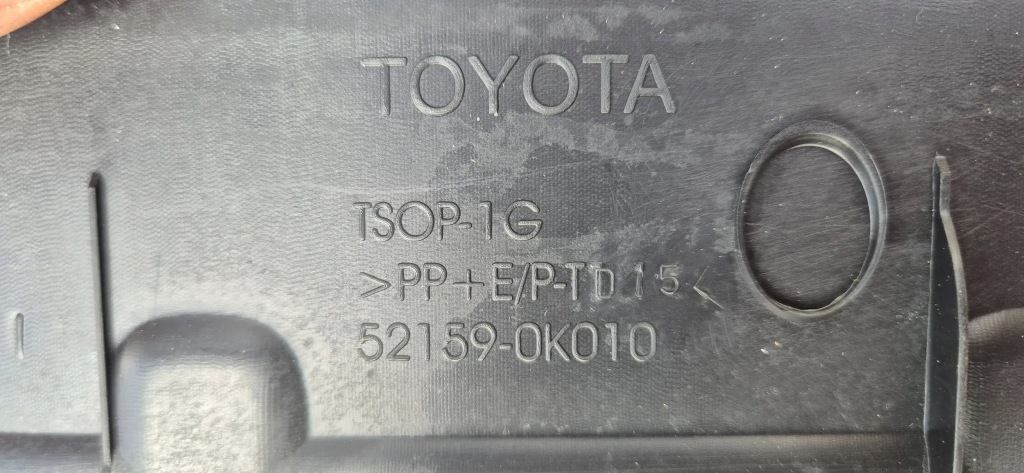 TOYOTA
TSOP-1G
>PP+E/P-TD15<
52159-0K010